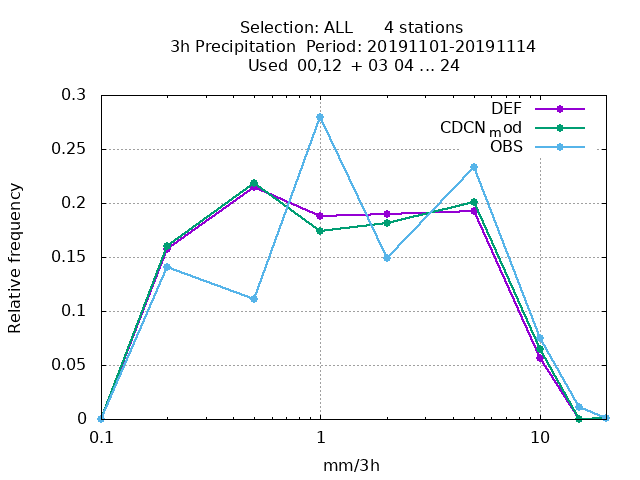 Selection: ALL 4 stations
3h Precipitation Period: 20191101-20191114
Used 00,12 + 03 04 ... 24
0.3
0.25
0.2
0.15
0.1
0.05
0
Relative frequency
DEF
CDCNmod
OBS
0.1 1 10
mm/3h